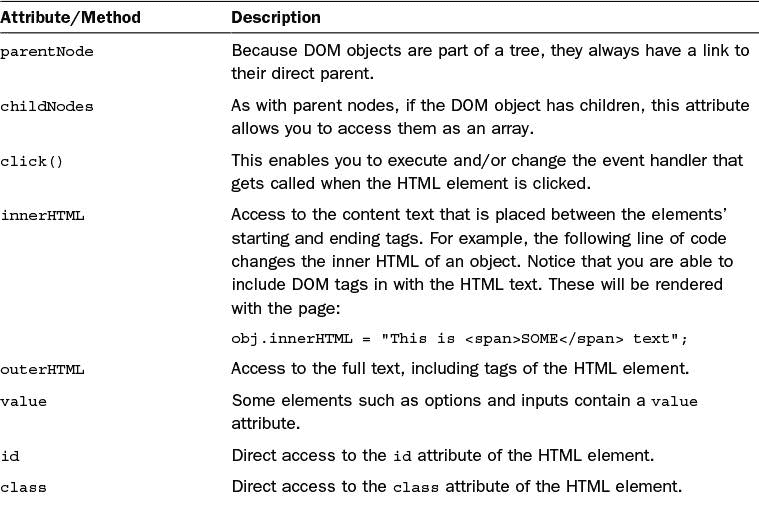 Attribute/Method Description
parentNode Because DOM objects are part of a tree, they always have a link to
their direct parent.
childNodes As with parent nodes, if the DOM object has children, this attribute
allows you to access them as an array.
click() This enables you to execute and/or change the event handler that
gets called when the HTML element is clicked.
innerHTML Access to the content text that is placed between the elements’
starting and ending tags. For example, the following line of code
changes the inner HTML of an object. Notice that you are able to
include DOM tags in with the HTML text. These will be rendered
with the page:
obj.innerHTML = "This is <span>SOME</span> text";
outerHTML Access to the full text, including tags of the HTML element.
value Some elements such as options and inputs contain a value
attribute.
id Direct access to the id attribute of the HTML element.
class Direct access to the class attribute of the HTML element.